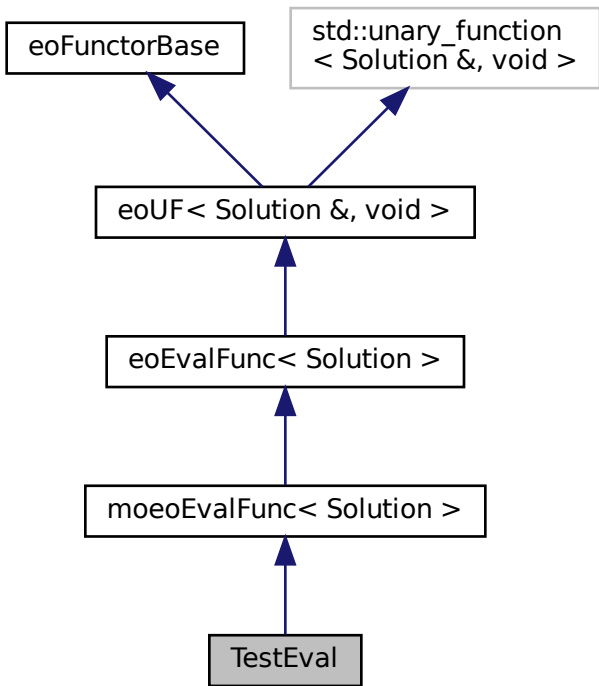 eoFunctorBase
std::unary_function
< Solution &, void >
eoUF< Solution &, void >
eoEvalFunc< Solution >
moeoEvalFunc< Solution >
TestEval